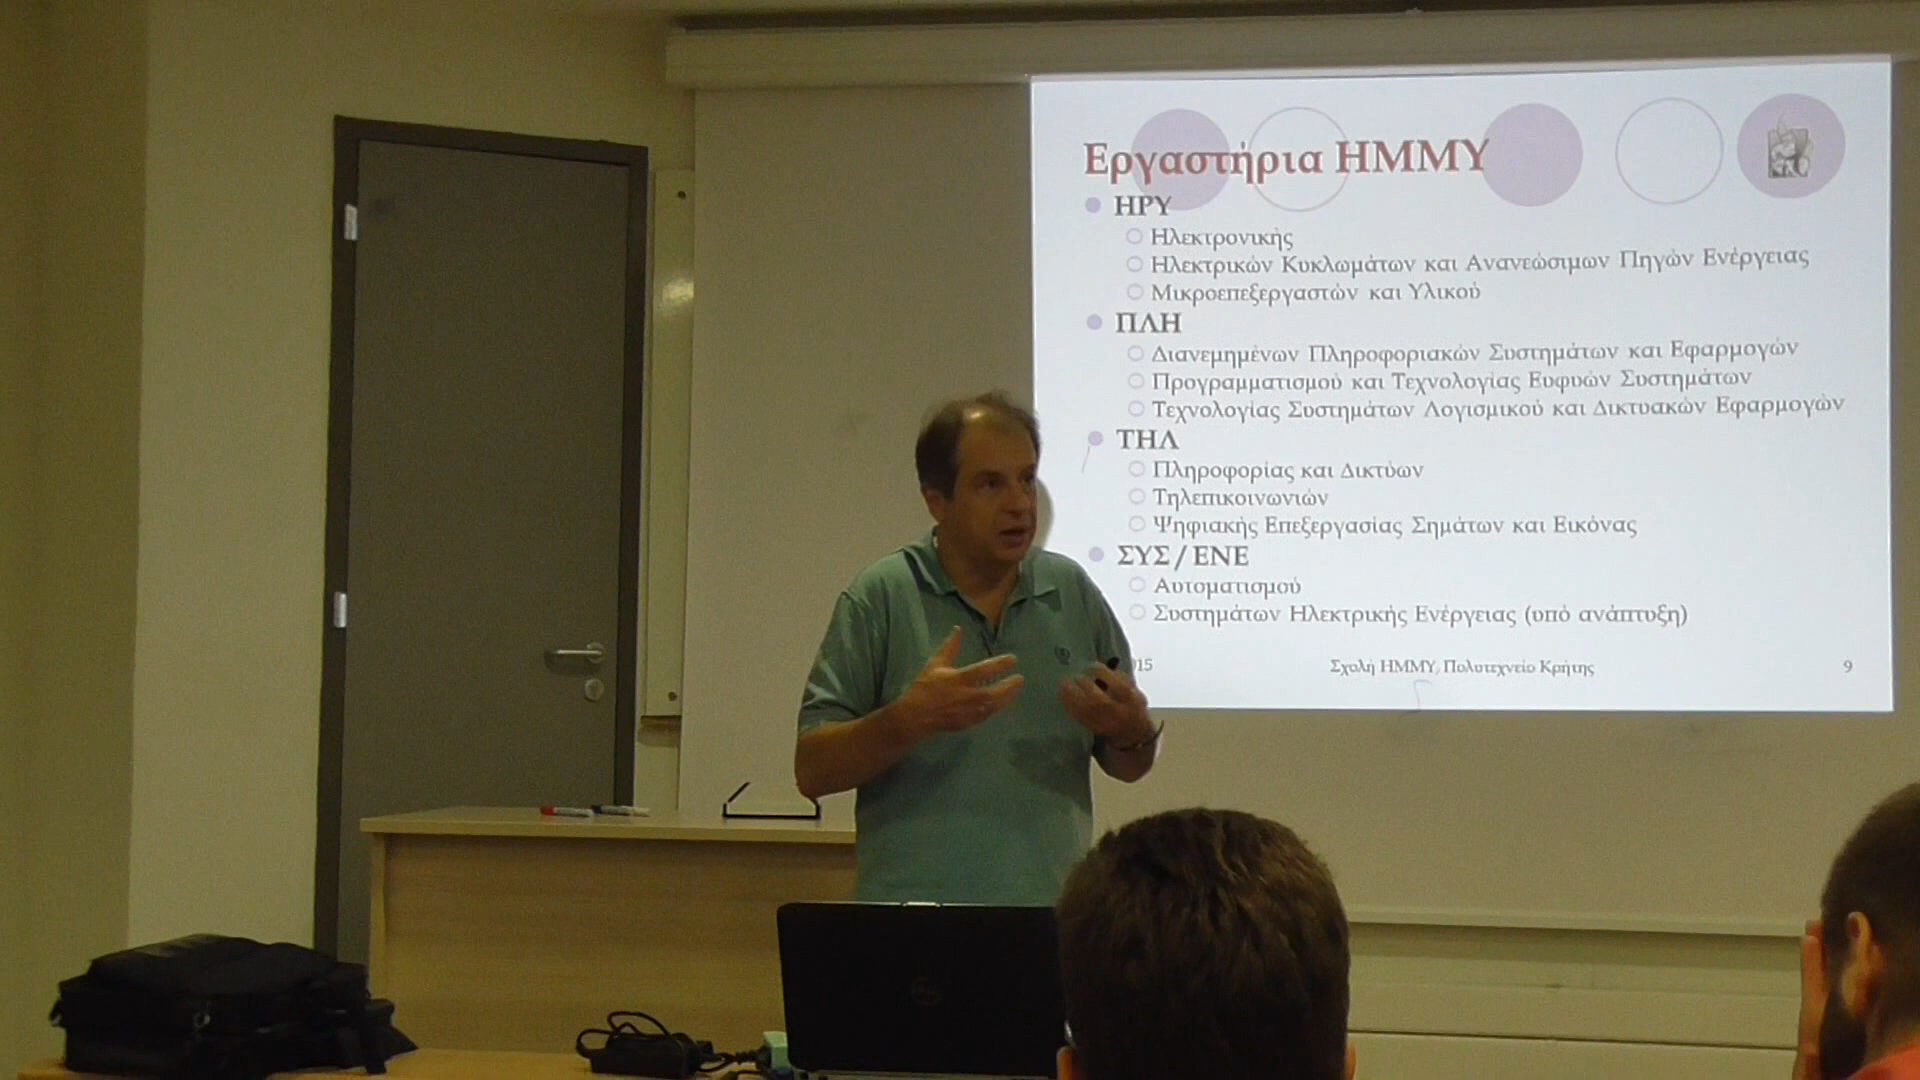 Εργαστήρια ΗΜΜΥ
ΗΡΥ
Ηλεκτρονικής
Ηλεκτρικών Κυκλωμάτων και Ανανεώσιμων Πηγών Ενέργειας
Μικροεπεξεργαστών και Υλικού
ΠΛΗ
Διανεμημένων Πληροφοριακών Συστημάτων και Εφαρμογών
Προγραμματισμού και Τεχνολογίας Ευφυών Συστημάτων
Τεχνολογίας Συστημάτων Λογισμικού και Δικτυακών Εφαρμογών
ΤΗΛ
Πληροφορίας και Δικτύων
Τηλεπικοινωνιών
Ψηφιακής Επεξεργασίας Σημάτων και Εικόνας
ΣΥΣ/ΕΝΕ
Αυτοματισμού
Συστημάτων Ηλεκτρικής Ενέργειας (υπό ανάπτυξη)
15 Σχολή ΗΜΜΥ, Πολυτεχνείο Κρήτης 9